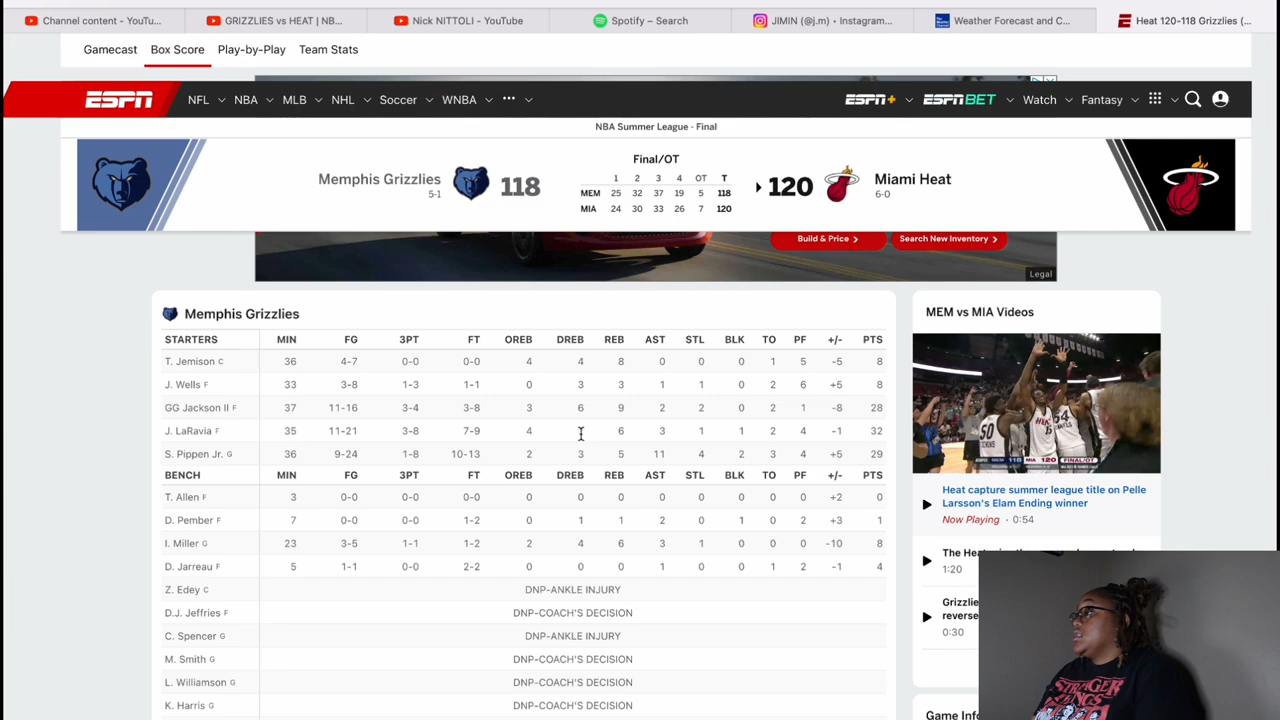 Channel content - YouTu...
GRIZZLIES vs HEAT | NB...
Nick NITTOLI - YouTube
Spotify – Search
JIMIN (@j.m) • Instagram...
Weather Forecast and C...
Heat 120-118 Grizzlies (...
Gamecast Box Score Play-by-Play Team Stats
ESPN NFL NBA MLB NHL Soccer WNBA ••• ESPN+ ESPN BET Watch Fantasy
NBA Summer League - Final
Memphis Grizzlies
5-1
118
Final/OT
1 2 3 4 OT T
MEM 25 32 37 19 5 118
MIA 24 30 33 26 7 120
120
Miami Heat
6-0
Build & Price
Search New Inventory
Legal
Memphis Grizzlies
STARTERS MIN FG 3PT FT OREB DREB REB AST STL BLK TO PF +/- PTS
T. Jemison C 36 4-7 0-0 0-0 4 4 8 0 0 0 1 5 -5 8
J. Wells F 33 3-8 1-3 1-1 0 3 3 1 1 0 2 6 +5 8
GG Jackson II F 37 11-16 3-4 3-8 3 6 9 2 2 0 2 1 -8 28
J. LaRavia F 35 11-21 3-8 7-9 4 6 3 1 1 2 4 -1 32
S. Pippen Jr. G 36 9-24 1-8 10-13 2 3 5 11 4 2 3 4 +5 29
BENCH MIN FG 3PT FT OREB DREB REB AST STL BLK TO PF +/- PTS
T. Allen F 3 0-0 0-0 0-0 0 0 0 0 0 0 0 0 +2 0
D. Pember F 7 0-0 0-0 1-2 0 1 1 2 0 1 0 2 +3 1
I. Miller G 23 3-5 1-1 1-2 2 4 6 3 1 0 0 0 -10 8
D. Jarreau F 5 1-1 0-0 2-2 0 0 0 1 0 0 1 2 -1 4
Z. Edey C DNP-ANKLE INJURY
D.J. Jeffries F DNP-COACH'S DECISION
C. Spencer G DNP-ANKLE INJURY
M. Smith G DNP-COACH'S DECISION
L. Williamson G DNP-COACH'S DECISION
K. Harris G DNP-COACH'S DECISION
MEM vs MIA Videos
Heat capture summer league title on Pelle
Larsson's Elam Ending winner
Now Playing • 0:54
The He
1:20
Grizzlie
reverse
0:30
Game Info
STRANGER